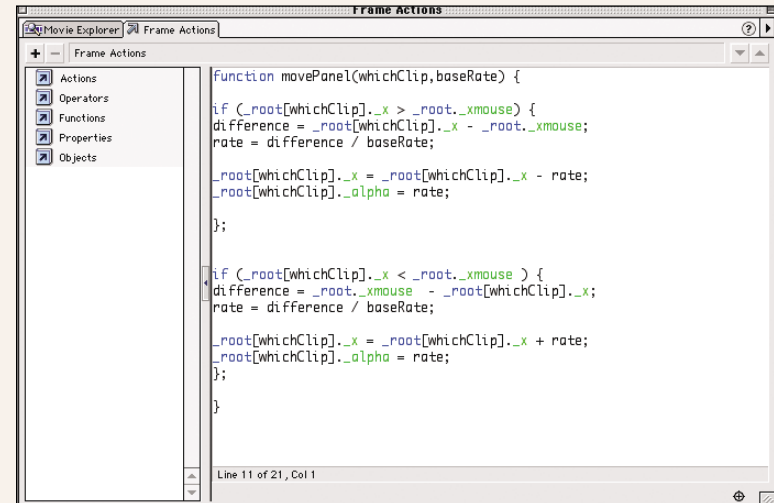 Frame Actions
Movie Explorer Frame Actions ?
+ - Frame Actions
Actions
Operators
Functions
Properties
Objects
function movePanel(whichClip,baseRate) {
if (_root[whichClip]._x > _root._xmouse) {
difference = _root[whichClip]._x - _root._xmouse;
rate = difference / baseRate;
_root[whichClip]._x = _root[whichClip]._x - rate;
_root[whichClip]._alpha = rate;
};
if (_root[whichClip]._x < _root._xmouse ) {
difference = _root._xmouse  - _root[whichClip]._x;
rate = difference / baseRate;
_root[whichClip]._x = _root[whichClip]._x + rate;
_root[whichClip]._alpha = rate;
};
}
Line 11 of 21, Col 1